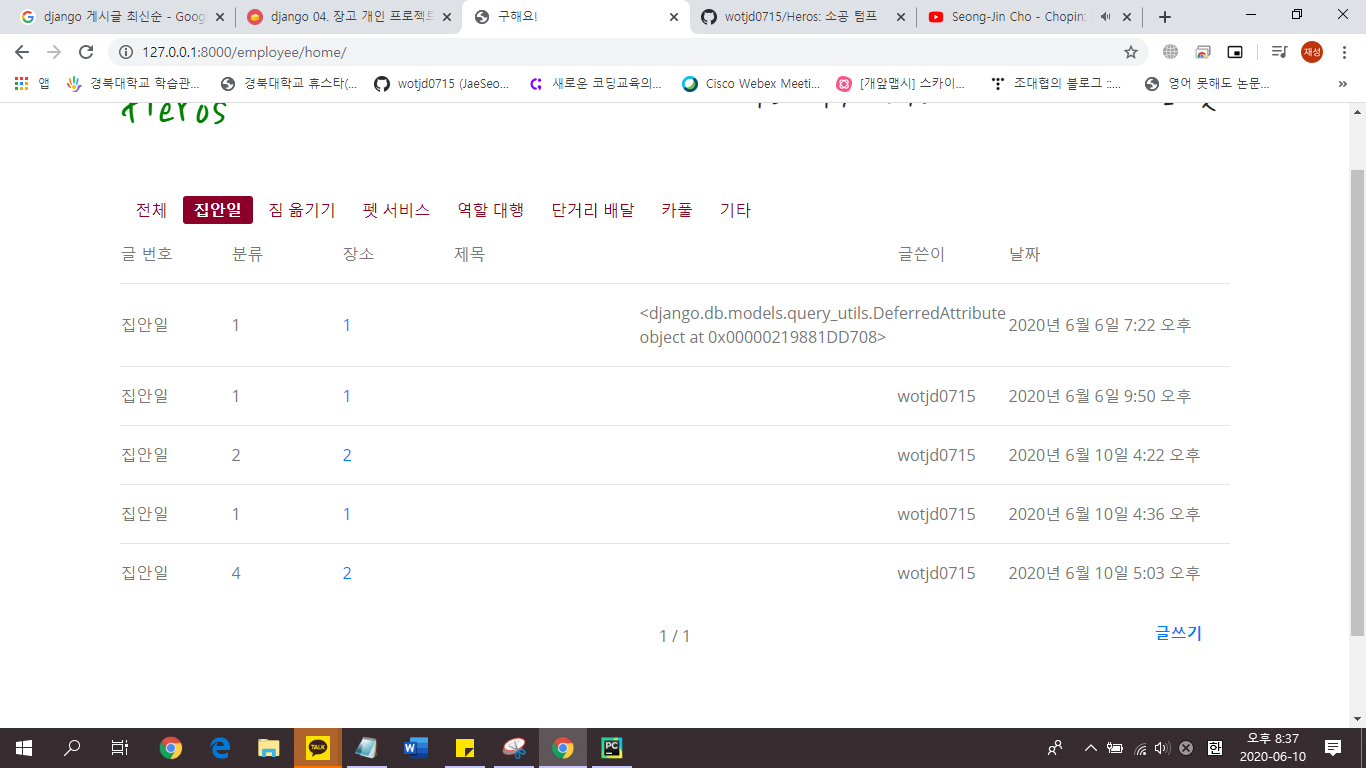 django 게시글 최신순 - Goog
django 04. 장고 개인 프로젝트
구해요!
wotjd0715/Heros: 소공 텀프
Seong-Jin Cho - Chopin:
127.0.0.1:8000/employee/home/
재성
앱
경북대학교 학습관...
경북대학교 휴스타(...
wotjd0715 (JaeSeo...
새로운 코딩교육의...
Cisco Webex Meeti...
[개앞맵시] 스카이...
조대협의 블로그 ::...
영어 못해도 논문...
»
Heros
전체 집안일 짐 옮기기 펫 서비스 역할 대행 단거리 배달 카풀 기타
글 번호 분류 장소 제목 글쓴이 날짜
집안일 1 1 <django.db.models.query_utils.DeferredAttribute object at 0x00000219881DD708> 2020년 6월 6일 7:22 오후
집안일 1 1 wotjd0715 2020년 6월 6일 9:50 오후
집안일 2 2 wotjd0715 2020년 6월 10일 4:22 오후
집안일 1 1 wotjd0715 2020년 6월 10일 4:36 오후
집안일 4 2 wotjd0715 2020년 6월 10일 5:03 오후
1 / 1
글쓰기
TALK
W
PC
한
오후 8:37
2020-06-10